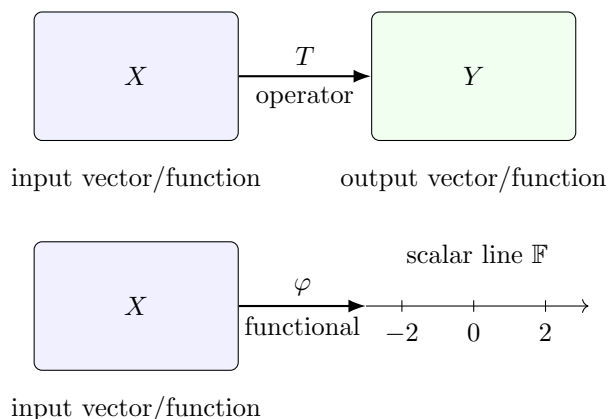 X
T
operator
Y
input vector/function
output vector/function
X
φ
functional
scalar line 𝔽
−2
0
2
input vector/function